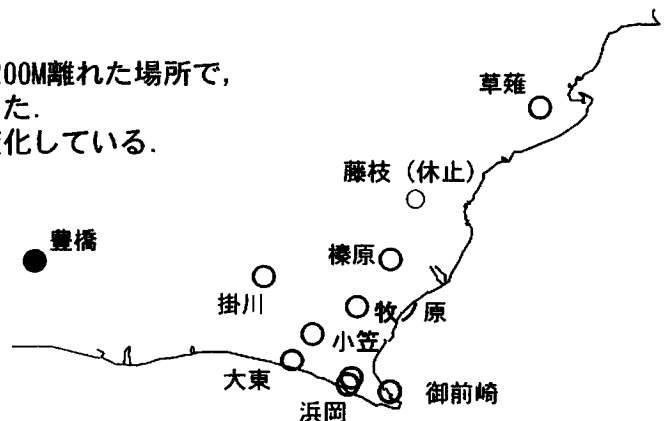 00M離れた場所で,
た.
化している.
草薙
藤枝 (休止)
豊橋
榛原
掛川
牧ノ原
小笠
大東
御前崎
浜岡